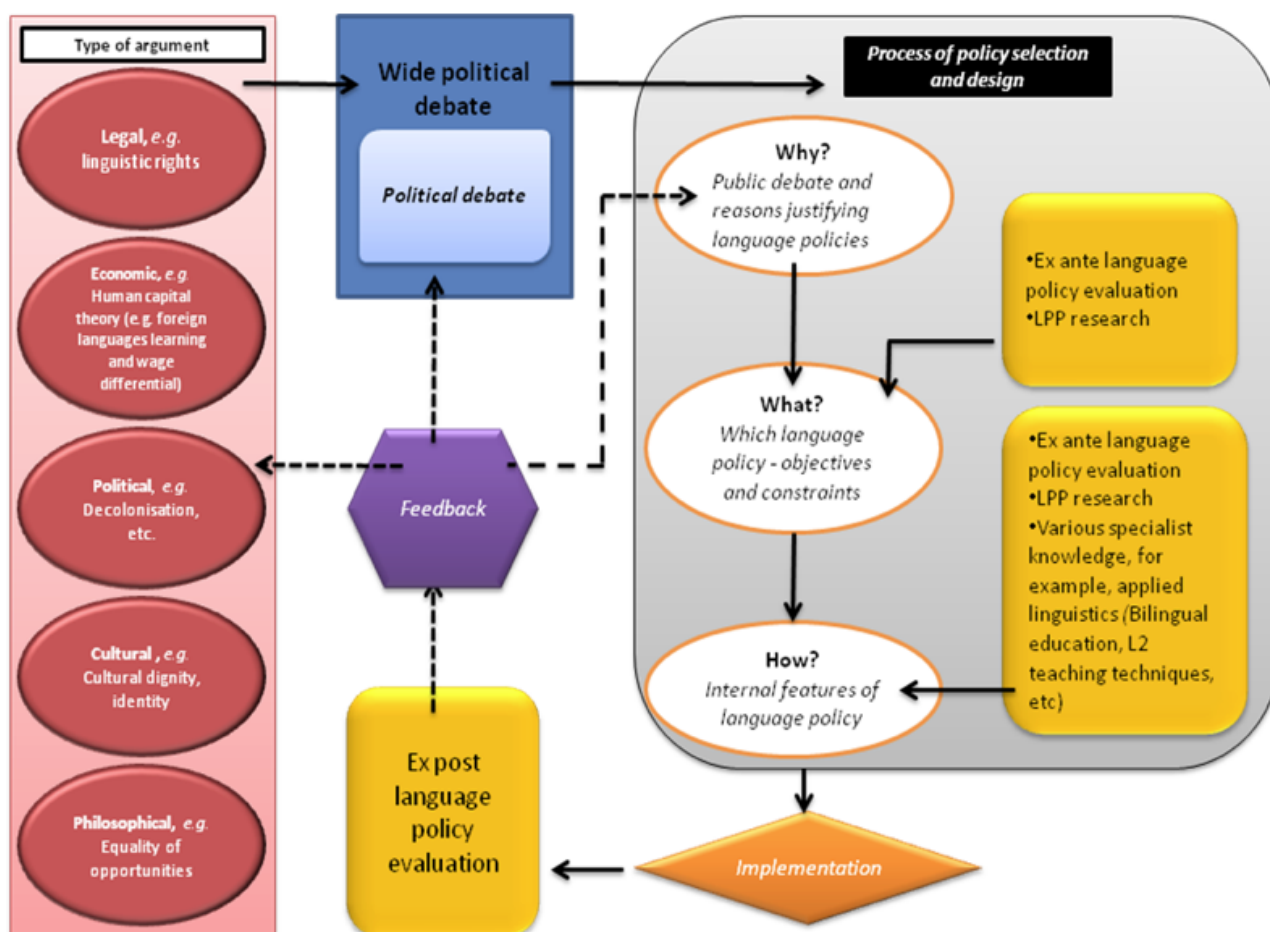 Type of argument
Legal, e.g.
linguistic rights
Economic, e.g.
Human capital
theory (e.g. foreign
languages learning
and wage
differential)
Political, e.g.
Decolonisation,
etc.
Cultural , e.g.
Cultural dignity,
identity
Philosophical, e.g.
Equality of
opportunities
Wide political
debate
Political debate
Feedback
Ex post
language
policy
evaluation
Process of policy selection
and design
Why?
Public debate and
reasons justifying
language policies
What?
Which language
policy - objectives
and constraints
How?
Internal features of
language policy
•Ex ante language
policy evaluation
•LPP research
•Ex ante language
policy evaluation
•LPP research
•Various specialist
knowledge, for
example, applied
linguistics (Bilingual
education, L2
teaching techniques,
etc)
Implementation